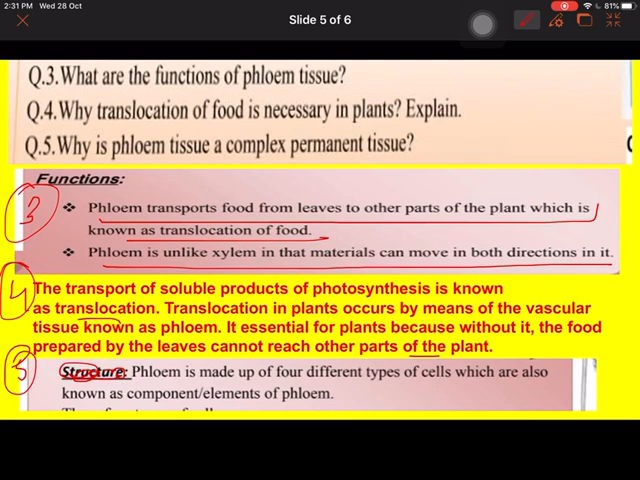 2:31 PM Wed 28 Oct 81%
Slide 5 of 6
Q.3.What are the functions of phloem tissue?
Q.4.Why translocation of food is necessary in plants? Explain.
Q.5.Why is phloem tissue a complex permanent tissue?
Functions:
3
❖ Phloem transports food from leaves to other parts of the plant which is
known as translocation of food.
❖ Phloem is unlike xylem in that materials can move in both directions in it.
4
The transport of soluble products of photosynthesis is known
as translocation. Translocation in plants occurs by means of the vascular
tissue known as phloem. It essential for plants because without it, the food
prepared by the leaves cannot reach other parts of the plant.
5
Structure: Phloem is made up of four different types of cells which are also
known as component/elements of phloem.